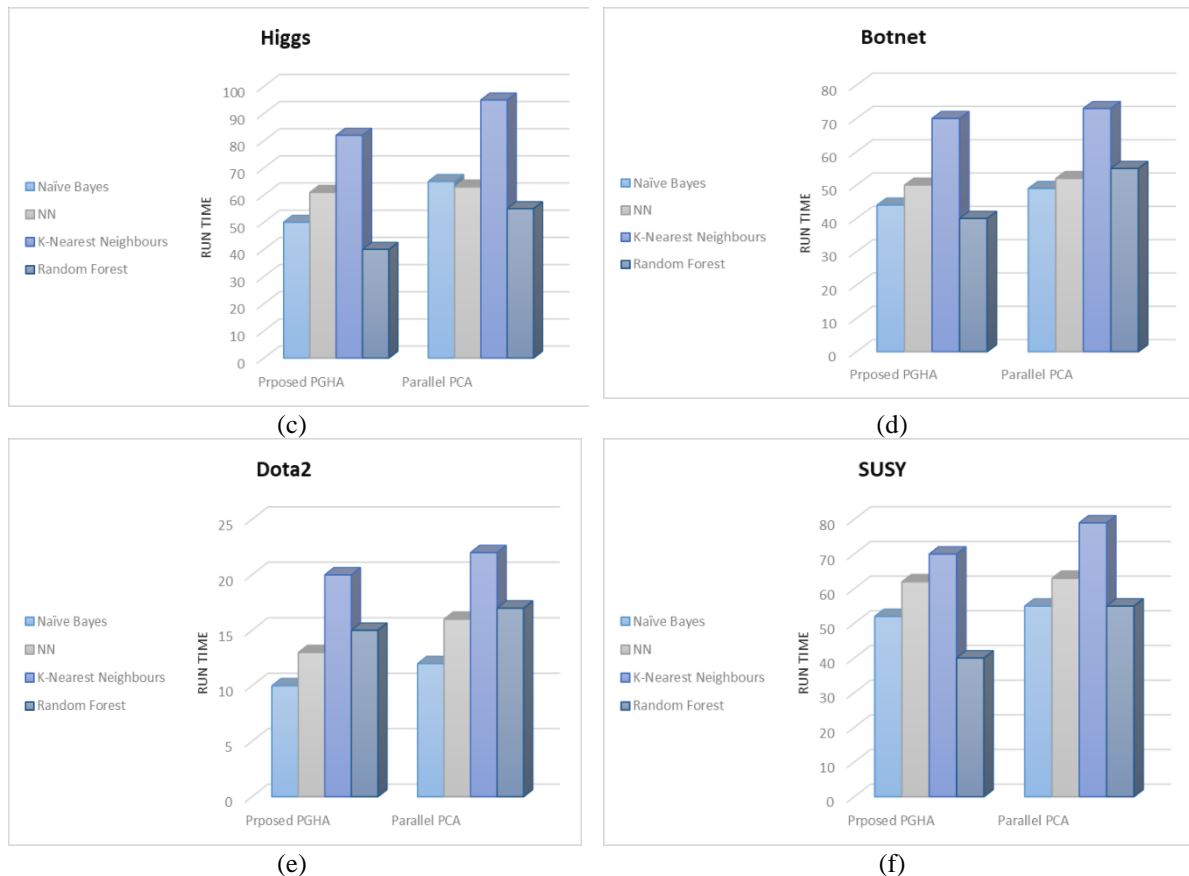 Higgs
100
90
80
70
60
50
40
30
20
10
0
RUN TIME
Naïve Bayes
NN
K-Nearest Neighbours
Random Forest
Prposed PGHA
Parallel PCA
(c)
Botnet
80
70
60
50
40
30
20
10
0
RUN TIME
Naïve Bayes
NN
K-Nearest Neighbours
Random Forest
Prposed PGHA
Parallel PCA
(d)
Dota2
25
20
15
10
5
0
RUN TIME
Naïve Bayes
NN
K-Nearest Neighbours
Random Forest
Prposed PGHA
Parallel PCA
(e)
SUSY
80
70
60
50
40
30
20
10
0
RUN TIME
Naïve Bayes
NN
K-Nearest Neighbours
Random Forest
Prposed PGHA
Parallel PCA
(f)